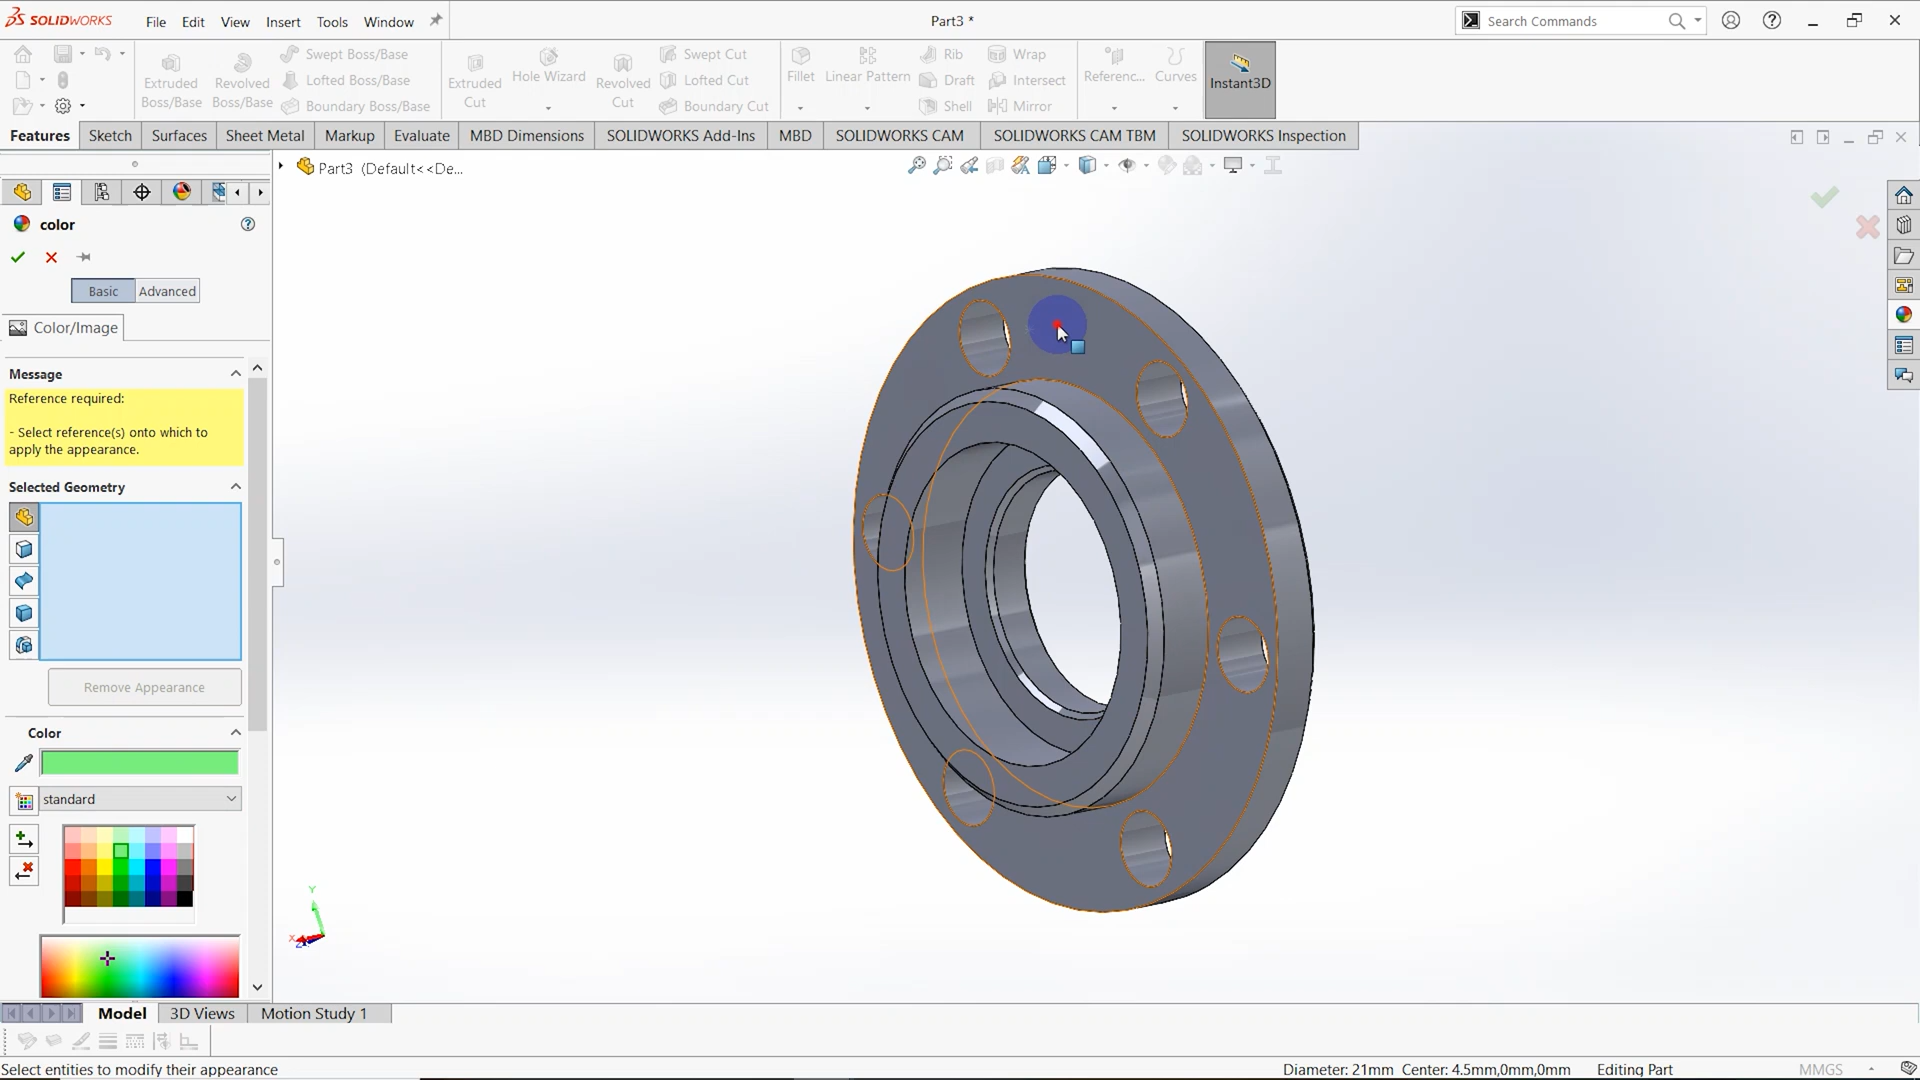 SOLIDWORKS File Edit View Insert Tools Window Part3 * Search Commands
Extruded Boss/Base
Revolved Boss/Base
Swept Boss/Base
Lofted Boss/Base
Boundary Boss/Base
Extruded Cut
Hole Wizard
Revolved Cut
Swept Cut
Lofted Cut
Boundary Cut
Fillet
Linear Pattern
Rib
Draft
Shell
Wrap
Intersect
Mirror
Referenc...
Curves
Instant3D
Features Sketch Surfaces Sheet Metal Markup Evaluate MBD Dimensions SOLIDWORKS Add-Ins MBD SOLIDWORKS CAM SOLIDWORKS CAM TBM SOLIDWORKS Inspection
Part3 (Default<<De...
color
Basic Advanced
Color/Image
Message
Reference required:
- Select reference(s) onto which to
apply the appearance.
Selected Geometry
Remove Appearance
Color
standard
Y
X
Z
Model 3D Views Motion Study 1
Select entities to modify their appearance Diameter: 21mm Center: 4.5mm,0mm,0mm Editing Part MMGS